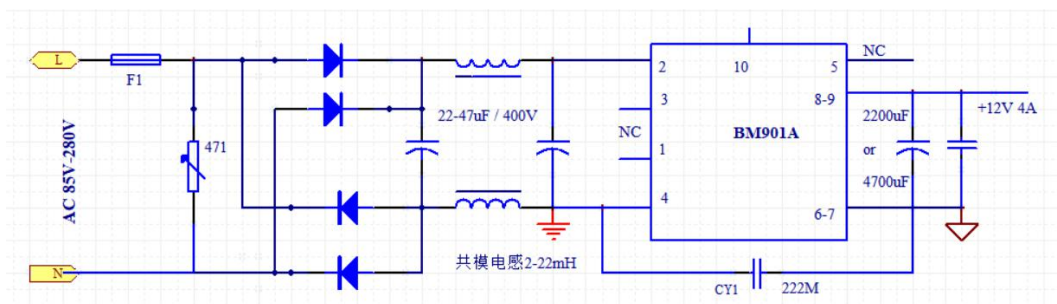 L
F1
AC 85V-280V
471
N
22-47uF / 400V
共模电感2-22mH
NC
2
3
1
4
10
BM901A
5
8-9
6-7
NC
2200uF
or
4700uF
+12V 4A
CY1
222M